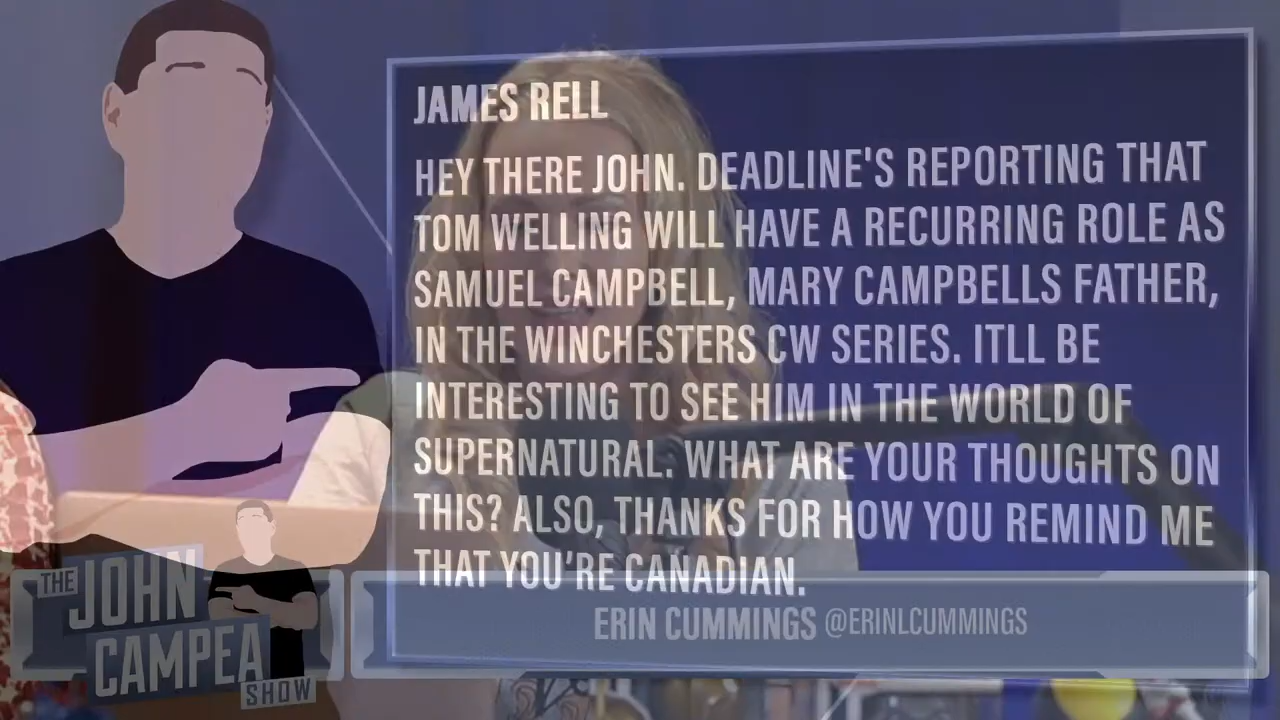 JAMES RELL
HEY THERE JOHN. DEADLINE'S REPORTING THAT
TOM WELLING WILL HAVE A RECURRING ROLE AS
SAMUEL CAMPBELL, MARY CAMPBELLS FATHER,
IN THE WINCHESTERS CW SERIES. ITLL BE
INTERESTING TO SEE HIM IN THE WORLD OF
SUPERNATURAL. WHAT ARE YOUR THOUGHTS ON
THIS? ALSO, THANKS FOR HOW YOU REMIND ME
THAT YOU'RE CANADIAN.
ERIN CUMMINGS @ERINLCUMMINGS
THE
JOHN
CAMPEA
SHOW